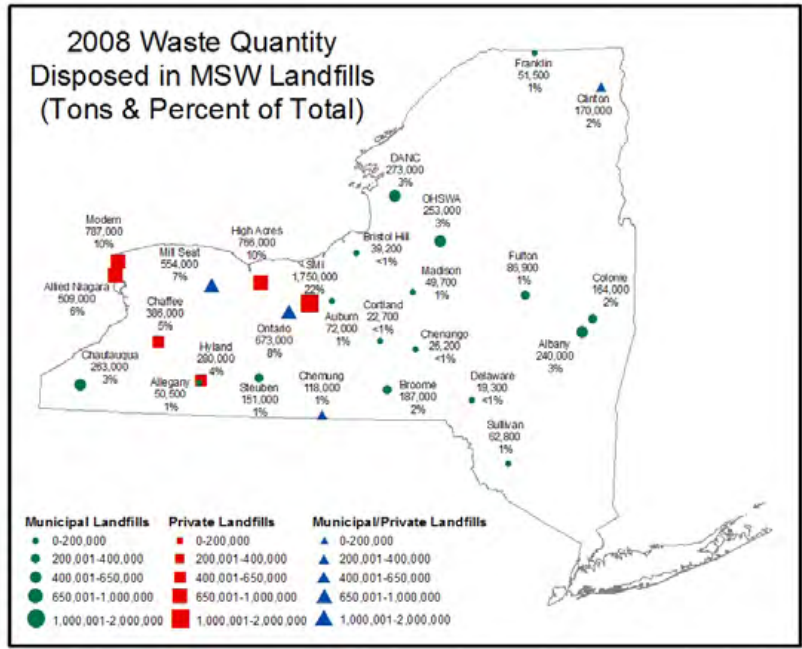 2008 Waste Quantity
Disposed in MSW Landfills
(Tons & Percent of Total)
Franklin
51,500
1%
Clinton
170,000
2%
DANC
273,000
3%
OHSWA
253,000
3%
Modern
787,000
10%
Mill Seat
554,000
7%
High Acres
766,000
10%
Bristol Hill
39,200
<1%
SMI
1,750,000
22%
Madison
49,700
1%
Fulton
86,900
1%
Colonie
164,000
2%
Allied Niagara
509,000
6%
Chaffee
386,000
5%
Ontario
673,000
8%
Auburn
72,000
1%
Cortland
22,700
<1%
Chenango
26,200
<1%
Albany
240,000
3%
Chautauqua
263,000
3%
Hyland
280,000
4%
Allegany
50,500
1%
Steuben
151,000
1%
Chemung
118,000
1%
Broome
187,000
2%
Delaware
19,300
<1%
Sullivan
62,800
1%
Municipal Landfills
0-200,000
200,001-400,000
400,001-650,000
650,001-1,000,000
1,000,001-2,000,000
Private Landfills
0-200,000
200,001-400,000
400,001-650,000
650,001-1,000,000
1,000,001-2,000,000
Municipal/Private Landfills
0-200,000
200,001-400,000
400,001-650,000
650,001-1,000,000
1,000,001-2,000,000